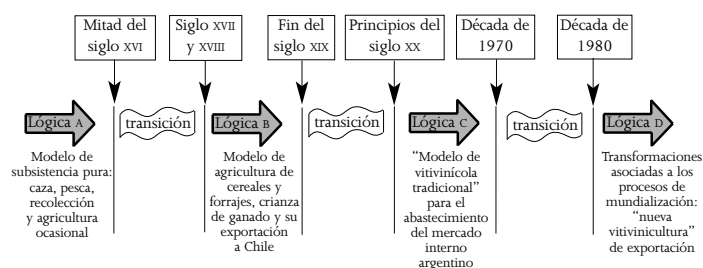 Mitad del
siglo XVI
Siglo XVII
y XVIII
Fin del
siglo XIX
Principios del
siglo XX
Década de
1970
Década de
1980
Lógica A
transición
Lógica B
transición
Lógica C
transición
Lógica D
Modelo de
subsistencia pura:
caza, pesca,
recolección
y agricultura
ocasional
Modelo de
agricultura de
cereales y
forrajes, crianza
de ganado y su
exportación
a Chile
“Modelo de
vitivinícola
tradicional”
para el
abastecimiento
del mercado
interno
argentino
Transformaciones
asociadas a los
procesos de
mundialización:
“nueva
vitivinicultura”
de exportación